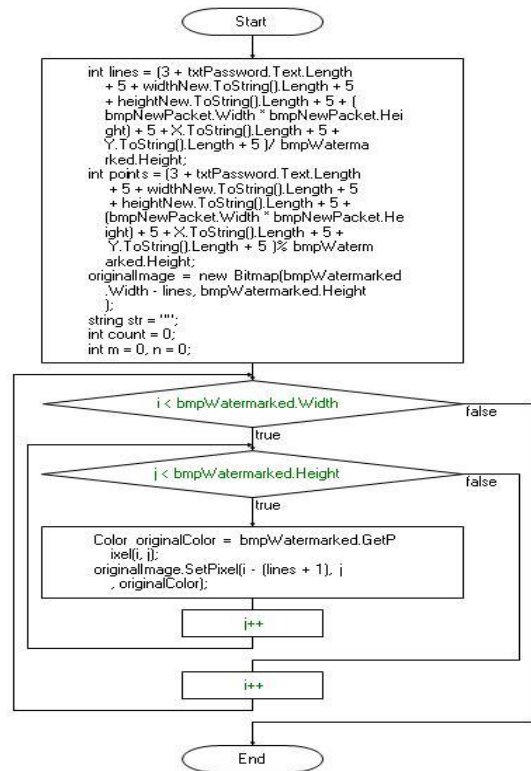 Start
int lines = (3 + txtPassword.Text.Length
+ 5 + widthNew.ToString().Length + 5
+ heightNew.ToString().Length + 5 + (
bmpNewPacket.Width * bmpNewPacket.Hei
ght) + 5 + X.ToString().Length + 5 +
Y.ToString().Length + 5 )/ bmpWaterma
rked.Height;
int points = (3 + txtPassword.Text.Length
+ 5 + widthNew.ToString().Length + 5
+ heightNew.ToString().Length + 5 +
(bmpNewPacket.Width * bmpNewPacket.He
ight) + 5 + X.ToString().Length + 5 +
Y.ToString().Length + 5 )% bmpWaterm
arked.Height;
originalImage = new Bitmap(bmpWatermarked
.Width - lines, bmpWatermarked.Height
);
string str = "";
int count = 0;
int m = 0, n = 0;
i < bmpWatermarked.Width
false
true
j < bmpWatermarked.Height
false
true
Color originalColor = bmpWatermarked.GetP
ixel(i, j);
originalImage.SetPixel(i - (lines + 1), j
, originalColor);
j++
i++
End